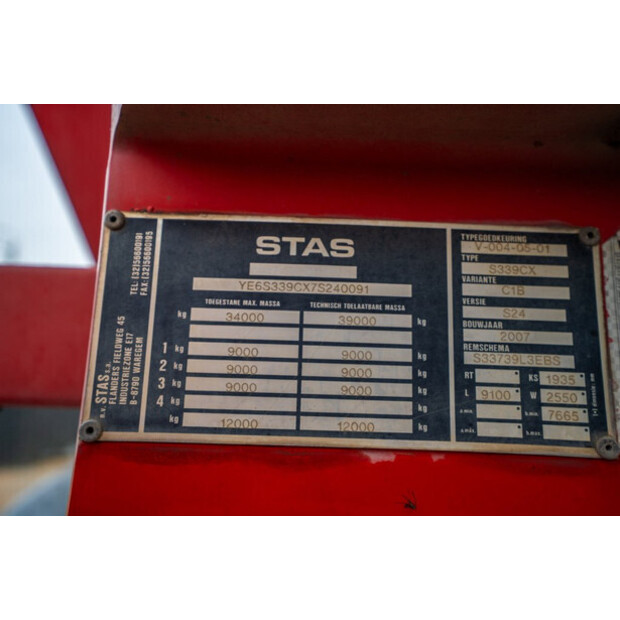 n.v. STAS s.a.
FLANDERS FIELDWEG 45
INDUSTRIEZONE E17
B-8790 WAREGEM
TEL: (32)56600191
FAX: (32)56600195
STAS
YE6S339CX7S240091
TOEGESTANE MAX. MASSA TECHNISCH TOELAATBARE MASSA
kg 34000 39000 kg
1 kg 9000 9000 kg
2 kg 9000 9000 kg
3 kg 9000 9000 kg
4 kg
12000 12000
kg kg
TYPEGOEDKEURING
V-004-05-01
TYPE
S339CX
VARIANTE
C1B
VERSIE
S24
BOUWJAAR
2007
REMSCHEMA
S33739L3EBS
RT * KS 1935
L 9100 * W 2550
* 7665